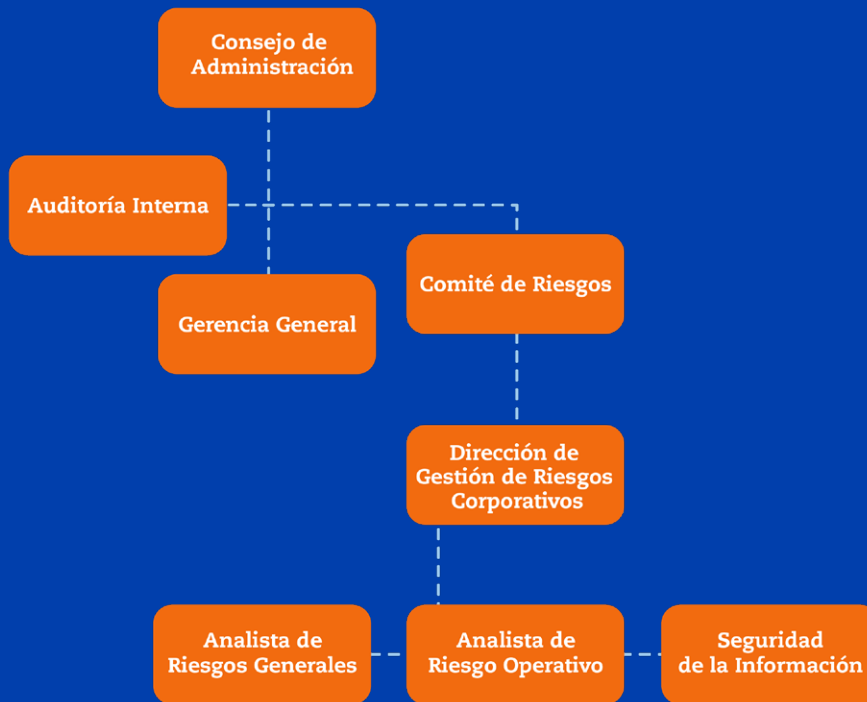 Consejo de
Administración
Auditoría Interna
Comité de Riesgos
Gerencia General
Dirección de
Gestión de Riesgos
Corporativos
Analista de
Riesgos Generales
Analista de
Riesgo Operativo
Seguridad
de la Información